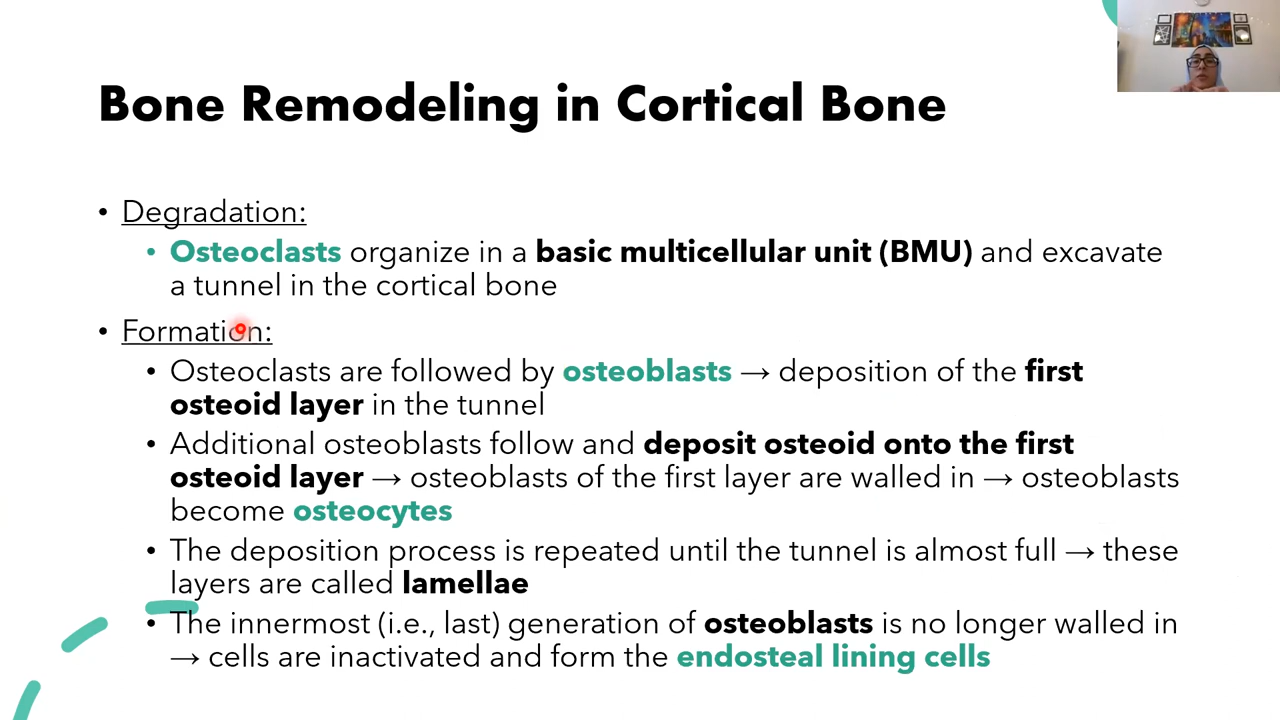 Bone Remodeling in Cortical Bone
• Degradation:
• Osteoclasts organize in a basic multicellular unit (BMU) and excavate
a tunnel in the cortical bone
• Formation:
• Osteoclasts are followed by osteoblasts → deposition of the first
osteoid layer in the tunnel
• Additional osteoblasts follow and deposit osteoid onto the first
osteoid layer → osteoblasts of the first layer are walled in → osteoblasts
become osteocytes
• The deposition process is repeated until the tunnel is almost full → these
layers are called lamellae
• The innermost (i.e., last) generation of osteoblasts is no longer walled in
→ cells are inactivated and form the endosteal lining cells